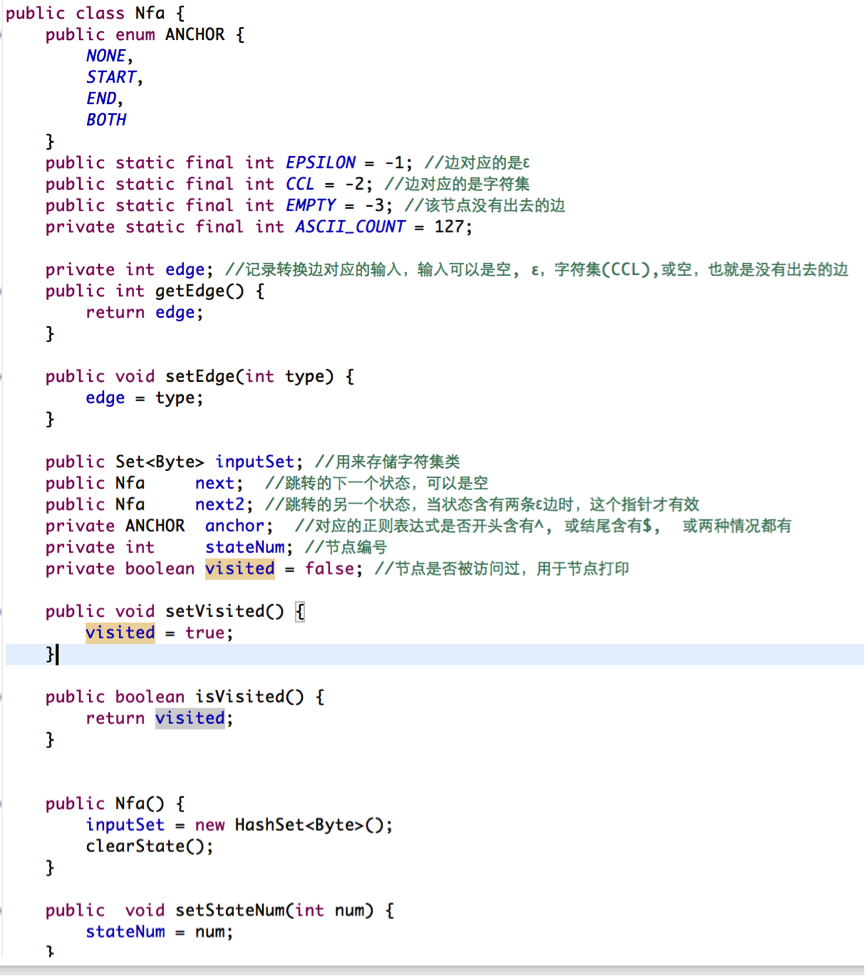 public class Nfa {
    public enum ANCHOR {
        NONE,
        START,
        END,
        BOTH
    }
    public static final int EPSILON = -1; //边对应的是ε
    public static final int CCL = -2; //边对应的是字符集
    public static final int EMPTY = -3; //该节点没有出去的边
    private static final int ASCII_COUNT = 127;

    private int edge; //记录转换边对应的输入，输入可以是空, ε，字符集(CCL),或空，也就是没有出去的边
    public int getEdge() {
        return edge;
    }

    public void setEdge(int type) {
        edge = type;
    }

    public Set<Byte> inputSet; //用来存储字符集类
    public Nfa     next;  //跳转的下一个状态，可以是空
    public Nfa     next2; //跳转的另一个状态，当状态含有两条ε边时，这个指针才有效
    private ANCHOR  anchor;  //对应的正则表达式是否开头含有^, 或结尾含有$,  或两种情况都有
    private int     stateNum; //节点编号
    private boolean visited = false; //节点是否被访问过，用于节点打印

    public void setVisited() {
        visited = true;
    }

    public boolean isVisited() {
        return visited;
    }


    public Nfa() {
        inputSet = new HashSet<Byte>();
        clearState();
    }

    public  void setStateNum(int num) {
        stateNum = num;
    }